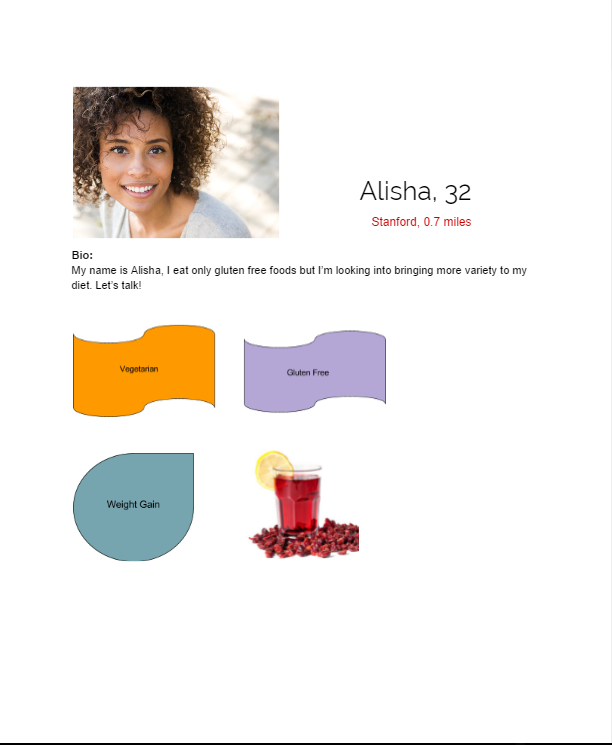 Alisha, 32
Stanford, 0.7 miles
Bio:
My name is Alisha, I eat only gluten free foods but I'm looking into bringing more variety to my
diet. Let's talk!
Vegetarian
Gluten Free
Weight Gain